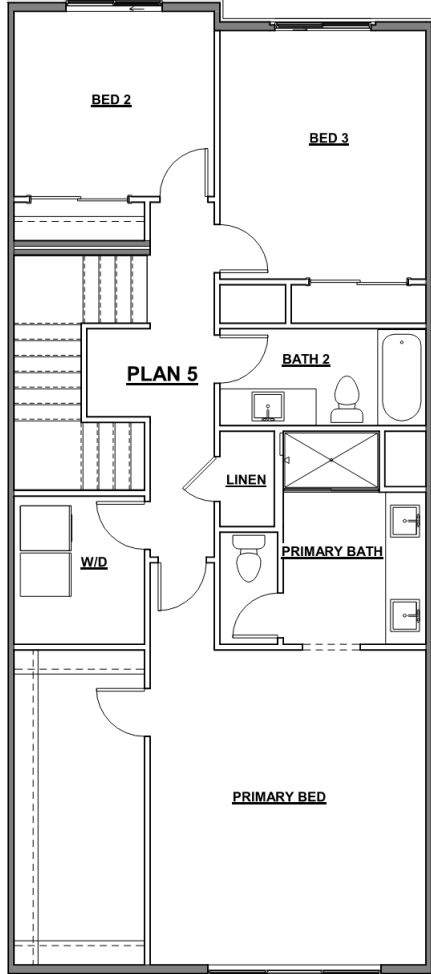 BED 2
BED 3
BATH 2
PLAN 5
LINEN
PRIMARY BATH
W/D
PRIMARY BED